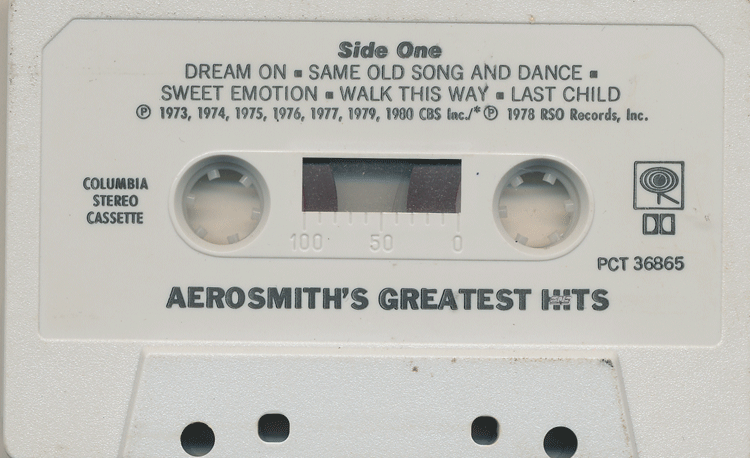 Side One
DREAM ON ▪ SAME OLD SONG AND DANCE ▪
SWEET EMOTION ▪ WALK THIS WAY ▪ LAST CHILD
℗ 1973, 1974, 1975, 1976, 1977, 1979, 1980 CBS Inc./* ℗ 1978 RSO Records, Inc.
COLUMBIA
STEREO
CASSETTE
100 50 0
PCT 36865
AEROSMITH'S GREATEST HITS